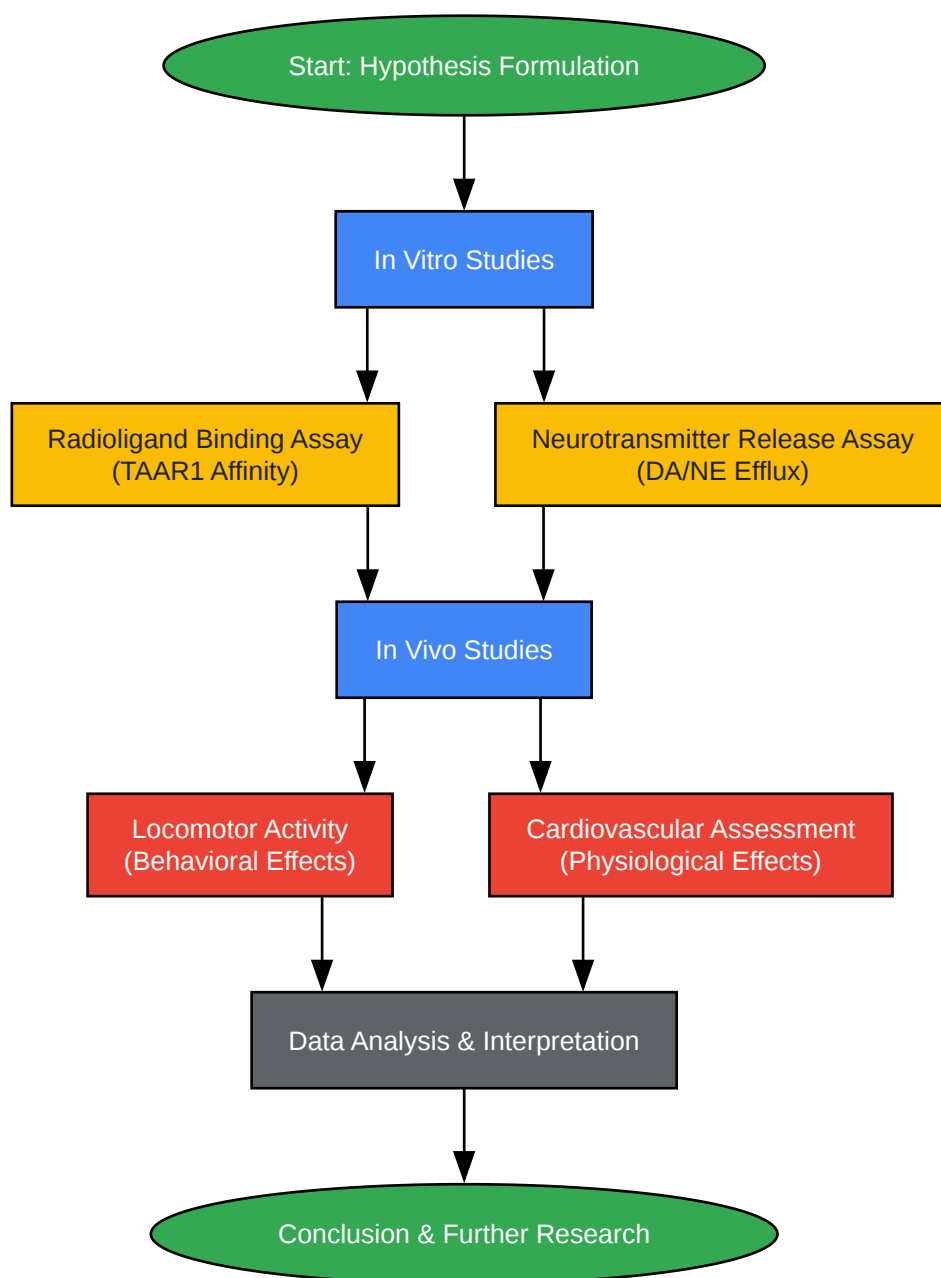 Start: Hypothesis Formulation
In Vitro Studies
Radioligand Binding Assay
(TAAR1 Affinity)
Neurotransmitter Release Assay
(DA/NE Efflux)
In Vivo Studies
Locomotor Activity
(Behavioral Effects)
Cardiovascular Assessment
(Physiological Effects)
Data Analysis & Interpretation
Conclusion & Further Research